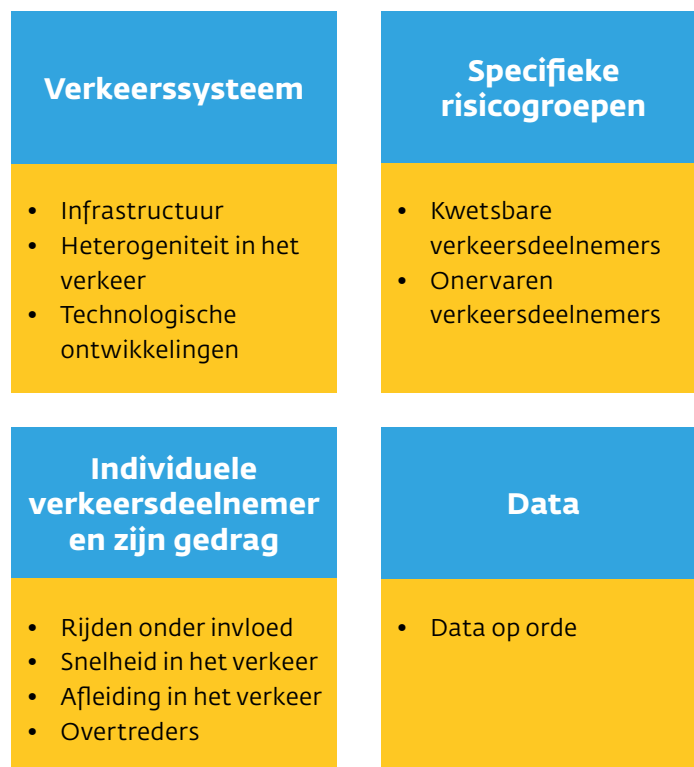 Verkeerssysteem
• Infrastructuur
• Heterogeniteit in het
verkeer
• Technologische
ontwikkelingen
Specifieke
risicogroepen
• Kwetsbare
verkeersdeelnemers
• Onervaren
verkeersdeelnemers
Individuele
verkeersdeelnemer
en zijn gedrag
• Rijden onder invloed
• Snelheid in het verkeer
• Afleiding in het verkeer
• Overtreders
Data
• Data op orde